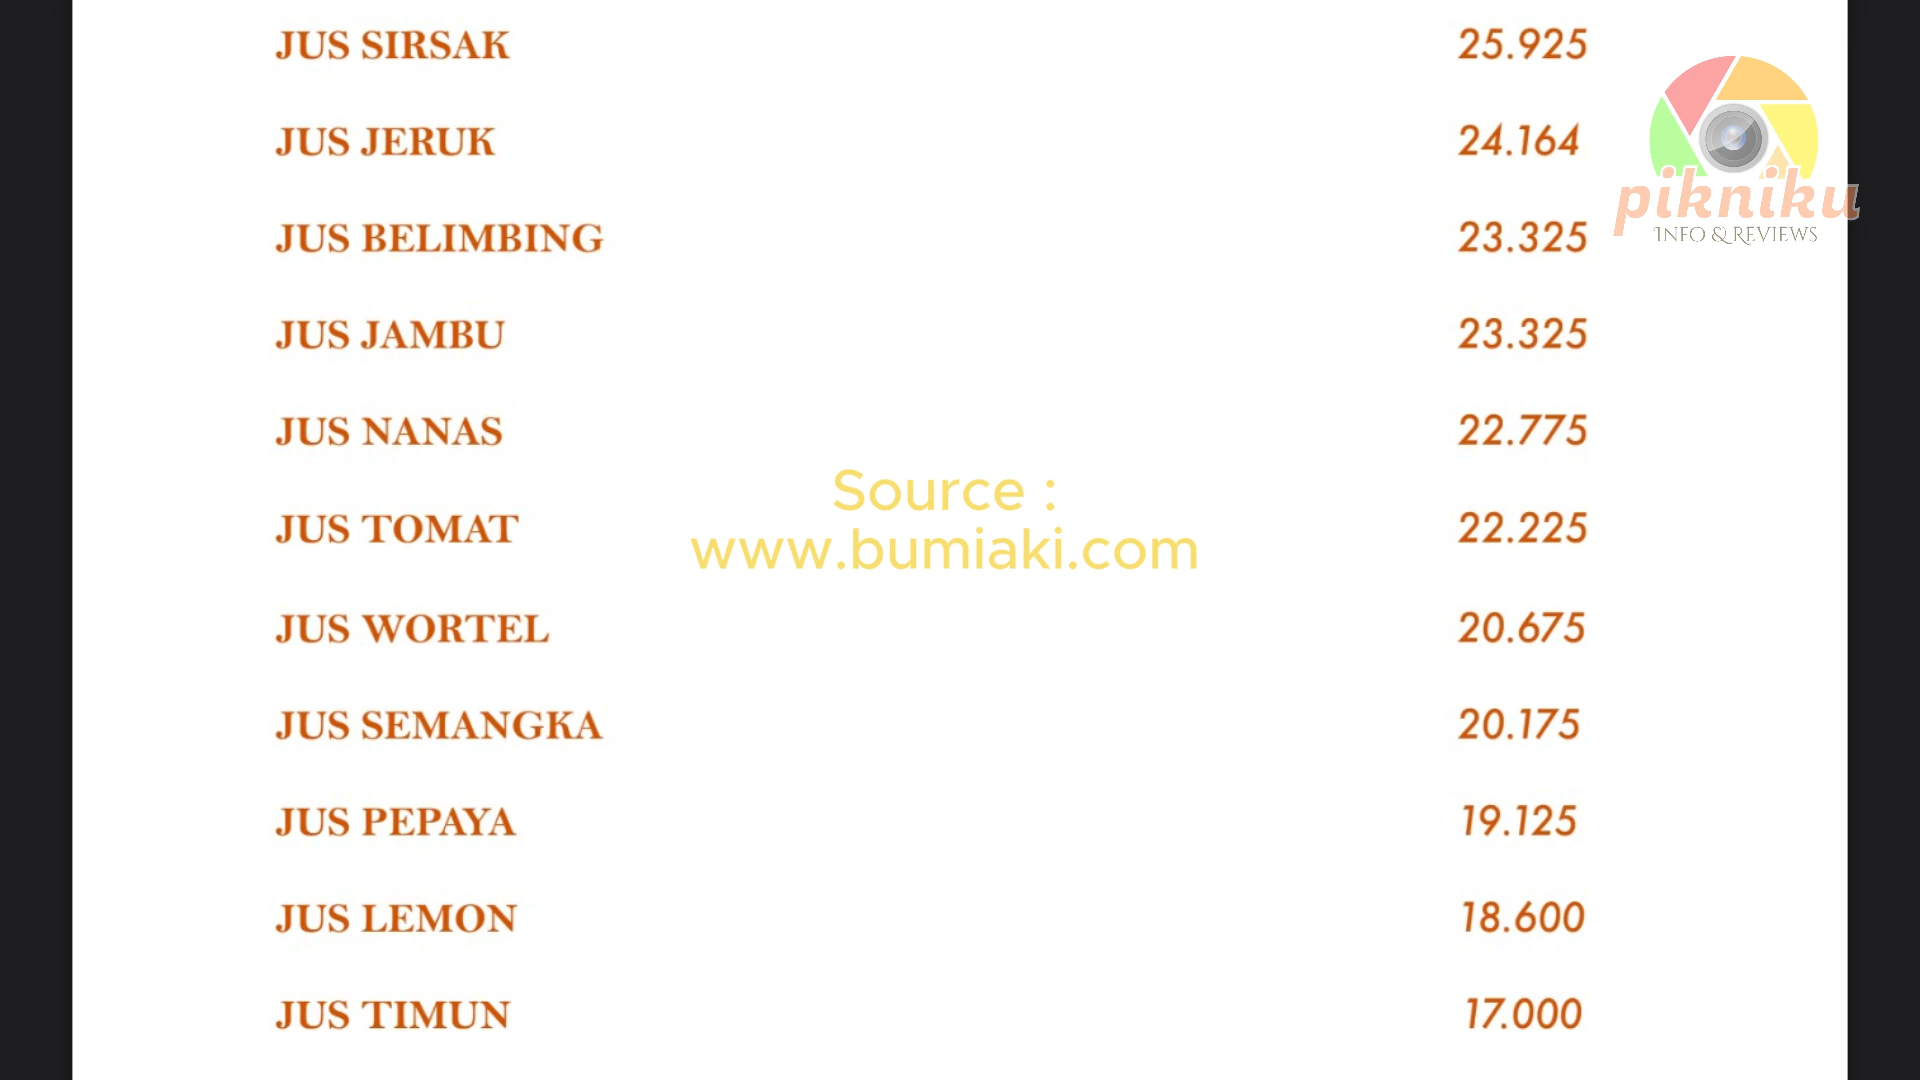 JUS SIRSAK 25.925
JUS JERUK 24.164
JUS BELIMBING 23.325
JUS JAMBU 23.325
JUS NANAS 22.775
JUS TOMAT 22.225
JUS WORTEL 20.675
JUS SEMANGKA 20.175
JUS PEPAYA 19.125
JUS LEMON 18.600
JUS TIMUN 17.000
Source :
www.bumiaki.com
pikniku
INFO & REVIEWS